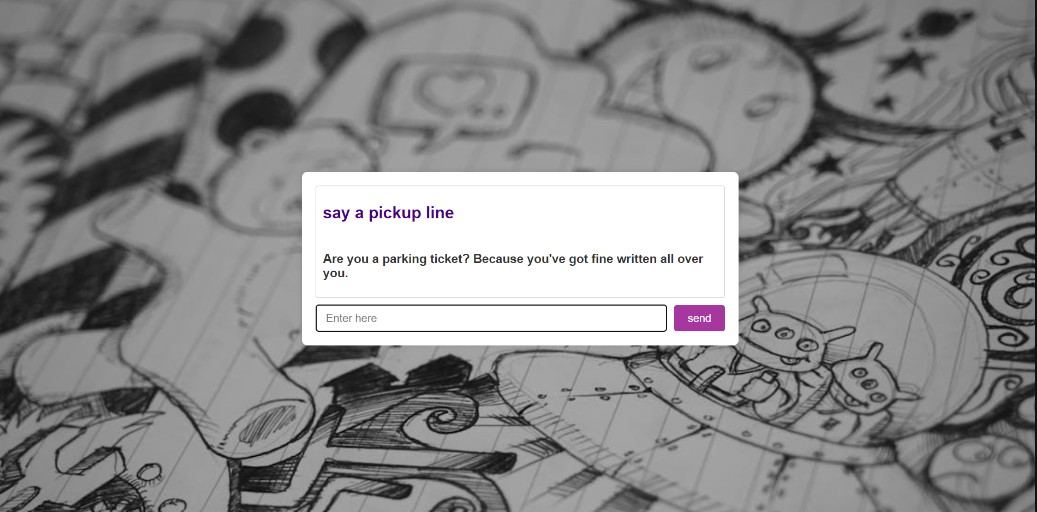 say a pickup line
Are you a parking ticket? Because you've got fine written all over
you.
Enter here
send